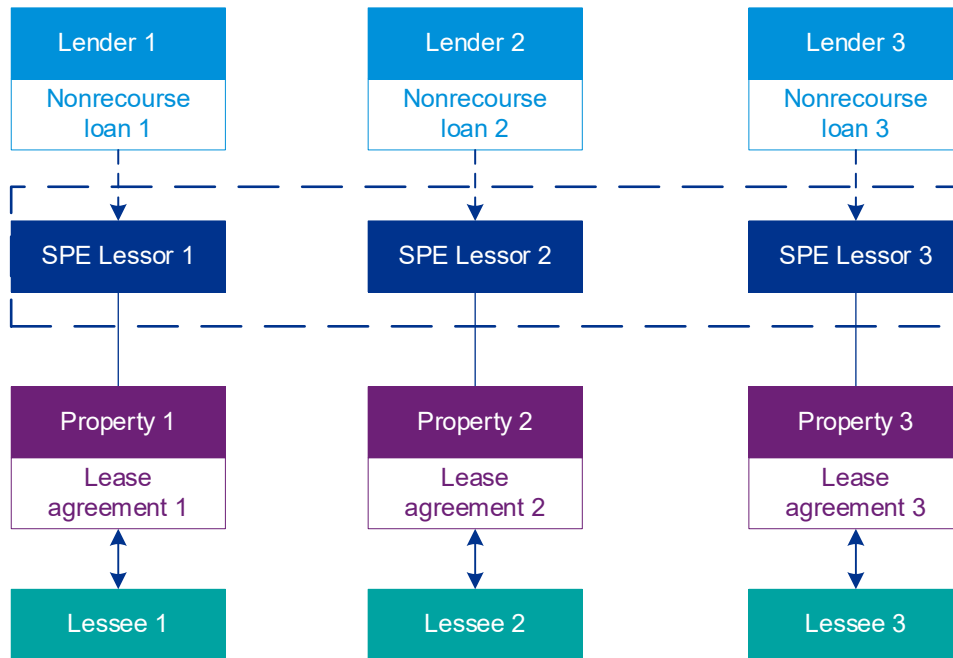 Lender 1
Lender 2
Lender 3
Nonrecourse
loan 1
Nonrecourse
loan 2
Nonrecourse
loan 3
SPE Lessor 1
SPE Lessor 2
SPE Lessor 3
Property 1
Property 2
Property 3
Lease
agreement 1
Lease
agreement 2
Lease
agreement 3
Lessee 1
Lessee 2
Lessee 3